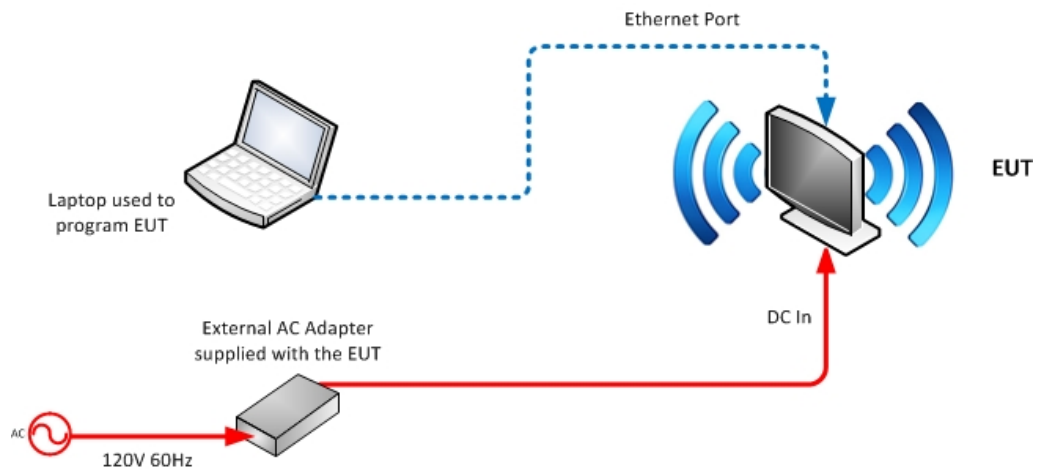 Ethernet Port
EUT
Laptop used to
program EUT
DC In
External AC Adapter
supplied with the EUT
AC
120V 60Hz